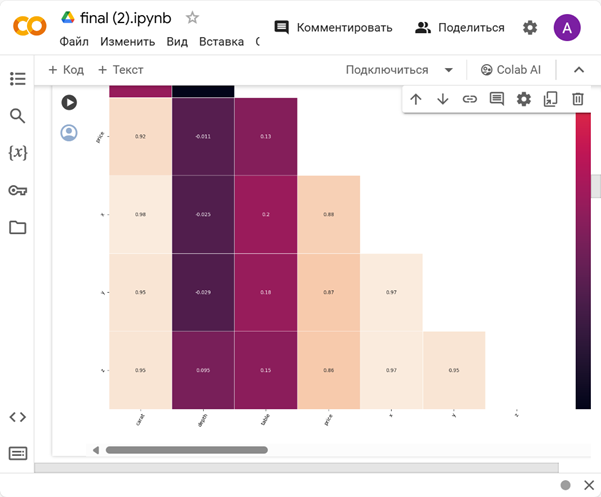 final (2).ipynb
Комментировать
Поделиться
A
Файл Изменить Вид Вставка
+ Код + Текст
Подключиться
Colab AI
{x}
price 0.92 -0.011 0.13
x 0.98 -0.025 0.2 0.88
y 0.95 -0.029 0.18 0.87 0.97
z 0.95 0.095 0.15 0.86 0.97 0.95
carat depth table price x y z